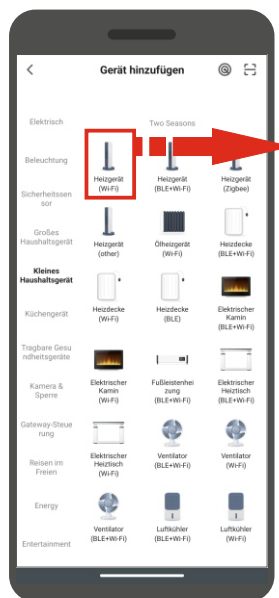 Gerät hinzufügen
Elektrisch
Beleuchtung
Sicherheitssen
sor
Großes
Haushaltsgerät
Kleines
Haushaltsgerät
Küchengerät
Tragbare Gesu
ndheitsgeräte
Kamera &
Sperre
Gateway-Steue
rung
Reisen im
Freien
Energy
Entertainment
Two Seasons
Heizgerät
(Wi-Fi)
Heizgerät
(BLE+Wi-Fi)
Heizgerät
(Zigbee)
Heizgerät
(other)
Ölheizgerät
(Wi-Fi)
Heizdecke
(BLE+Wi-Fi)
Heizdecke
(Wi-Fi)
Heizdecke
(BLE)
Elektrischer
Kamin
(BLE+Wi-Fi)
Elektrischer
Kamin
(Wi-Fi)
Fußleistenhei
zung
(BLE+Wi-Fi)
Elektrischer
Heiztisch
(BLE+Wi-Fi)
Elektrischer
Heiztisch
(Wi-Fi)
Ventilator
(BLE+Wi-Fi)
Ventilator
(Wi-Fi)
Ventilator
(BLE+Wi-Fi)
Luftkühler
(BLE+Wi-Fi)
Luftkühler
(Wi-Fi)